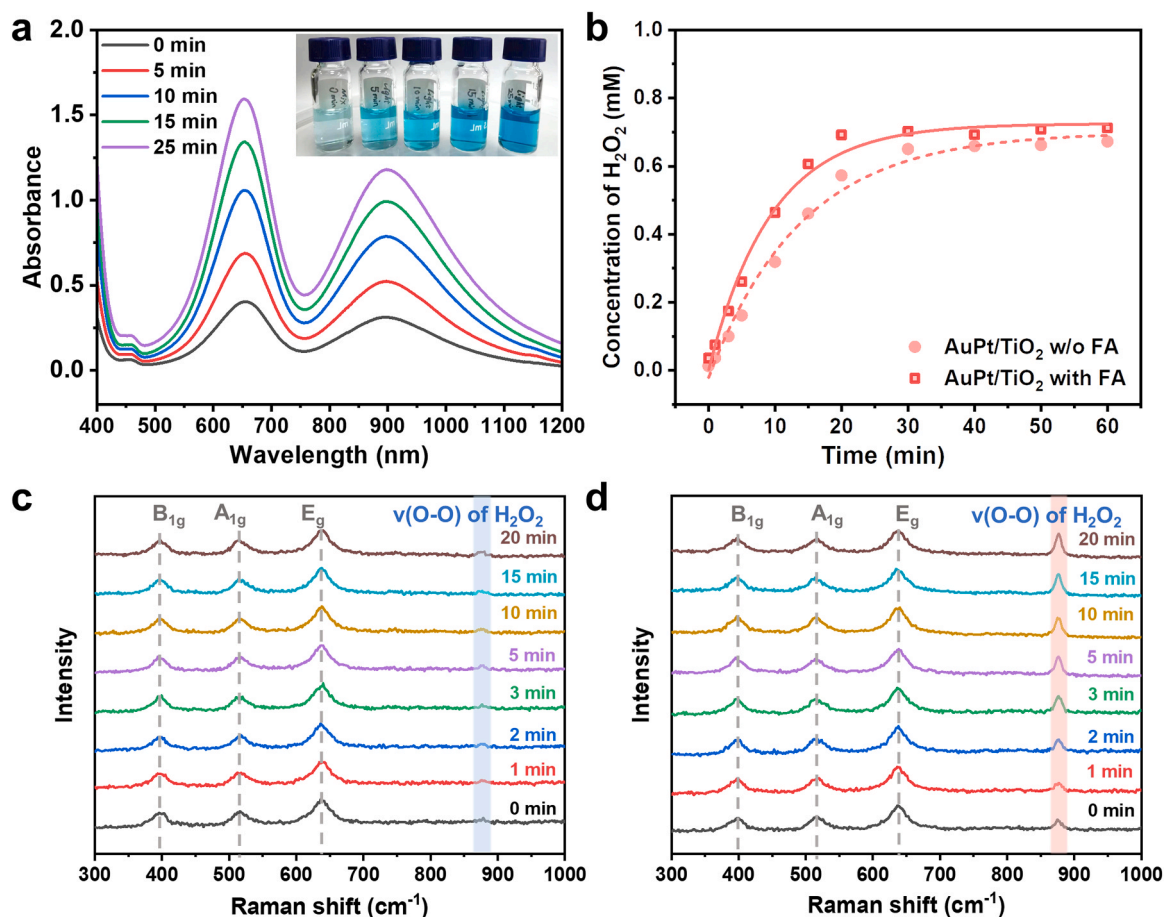 a
2.0
1.5
1.0
0.5
0.0
Absorbance
0 min
5 min
10 min
15 min
25 min
400 500 600 700 800 900 1000 1100 1200
Wavelength (nm)
b
0.8
0.6
0.4
0.2
0.0
Concentration of H₂O₂ (mM)
AuPt/TiO₂ w/o FA
AuPt/TiO₂ with FA
0 10 20 30 40 50 60
Time (min)
c
B₁g A₁g Eg ν(O-O) of H₂O₂
20 min
15 min
10 min
5 min
3 min
2 min
1 min
0 min
Intensity
300 400 500 600 700 800 900 1000
Raman shift (cm⁻¹)
d
B₁g A₁g Eg ν(O-O) of H₂O₂
20 min
15 min
10 min
5 min
3 min
2 min
1 min
0 min
Intensity
300 400 500 600 700 800 900 1000
Raman shift (cm⁻¹)